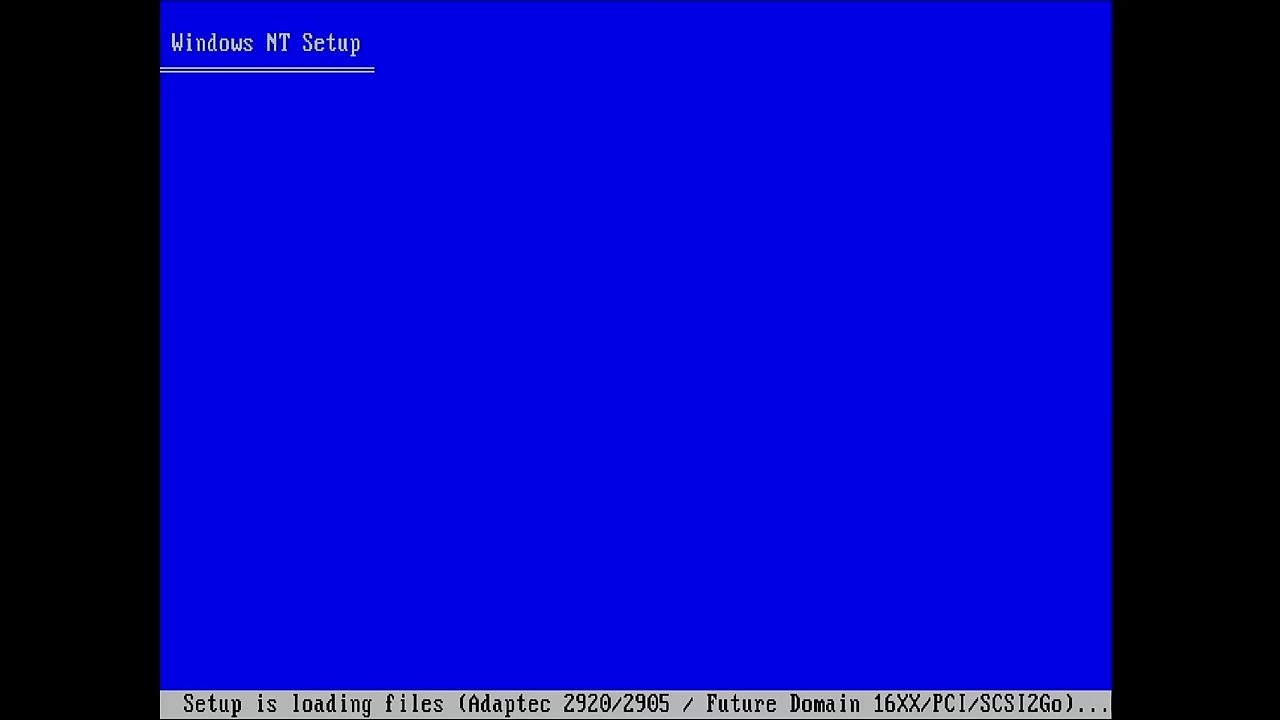 Windows NT Setup
Setup is loading files (Adaptec 2920/2905 / Future Domain 16XX/PCI/SCSI2Go)...